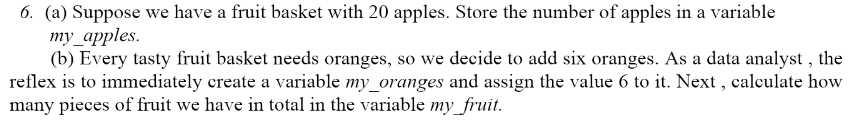 6. (a) Suppose we have a fruit basket with 20 apples. Store the number of apples in a variable
my_apples.
(b) Every tasty fruit basket needs oranges, so we decide to add six oranges. As a data analyst , the
reflex is to immediately create a variable my_oranges and assign the value 6 to it. Next , calculate how
many pieces of fruit we have in total in the variable my_fruit.